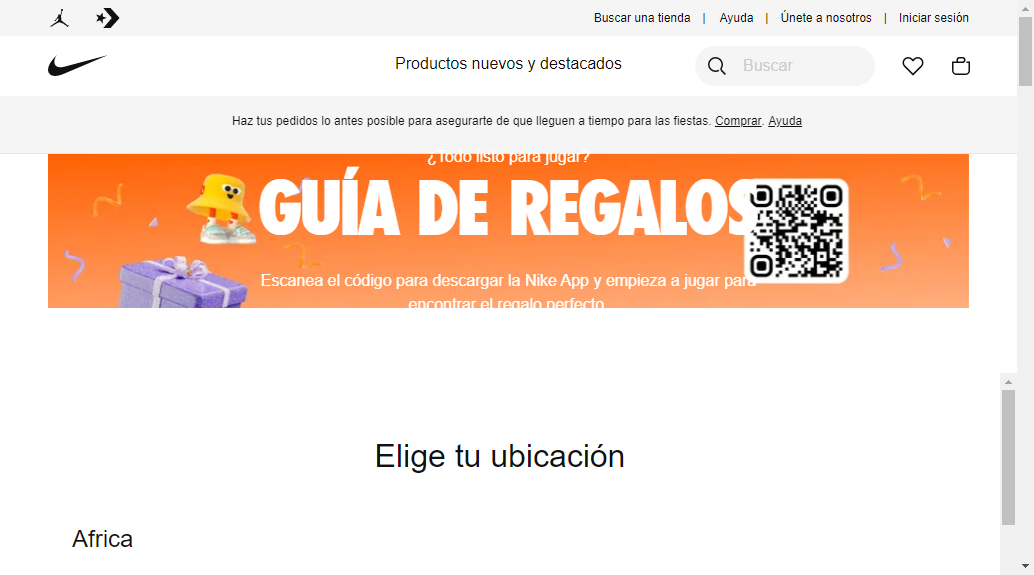 Buscar una tienda | Ayuda | Únete a nosotros | Iniciar sesión
Productos nuevos y destacados
Buscar
Haz tus pedidos lo antes posible para asegurarte de que lleguen a tiempo para las fiestas. Comprar. Ayuda
¿Todo listo para jugar?
GUÍA DE REGALOS
Escanea el código para descargar la Nike App y empieza a jugar para
encontrar el regalo perfecto
Elige tu ubicación
Africa